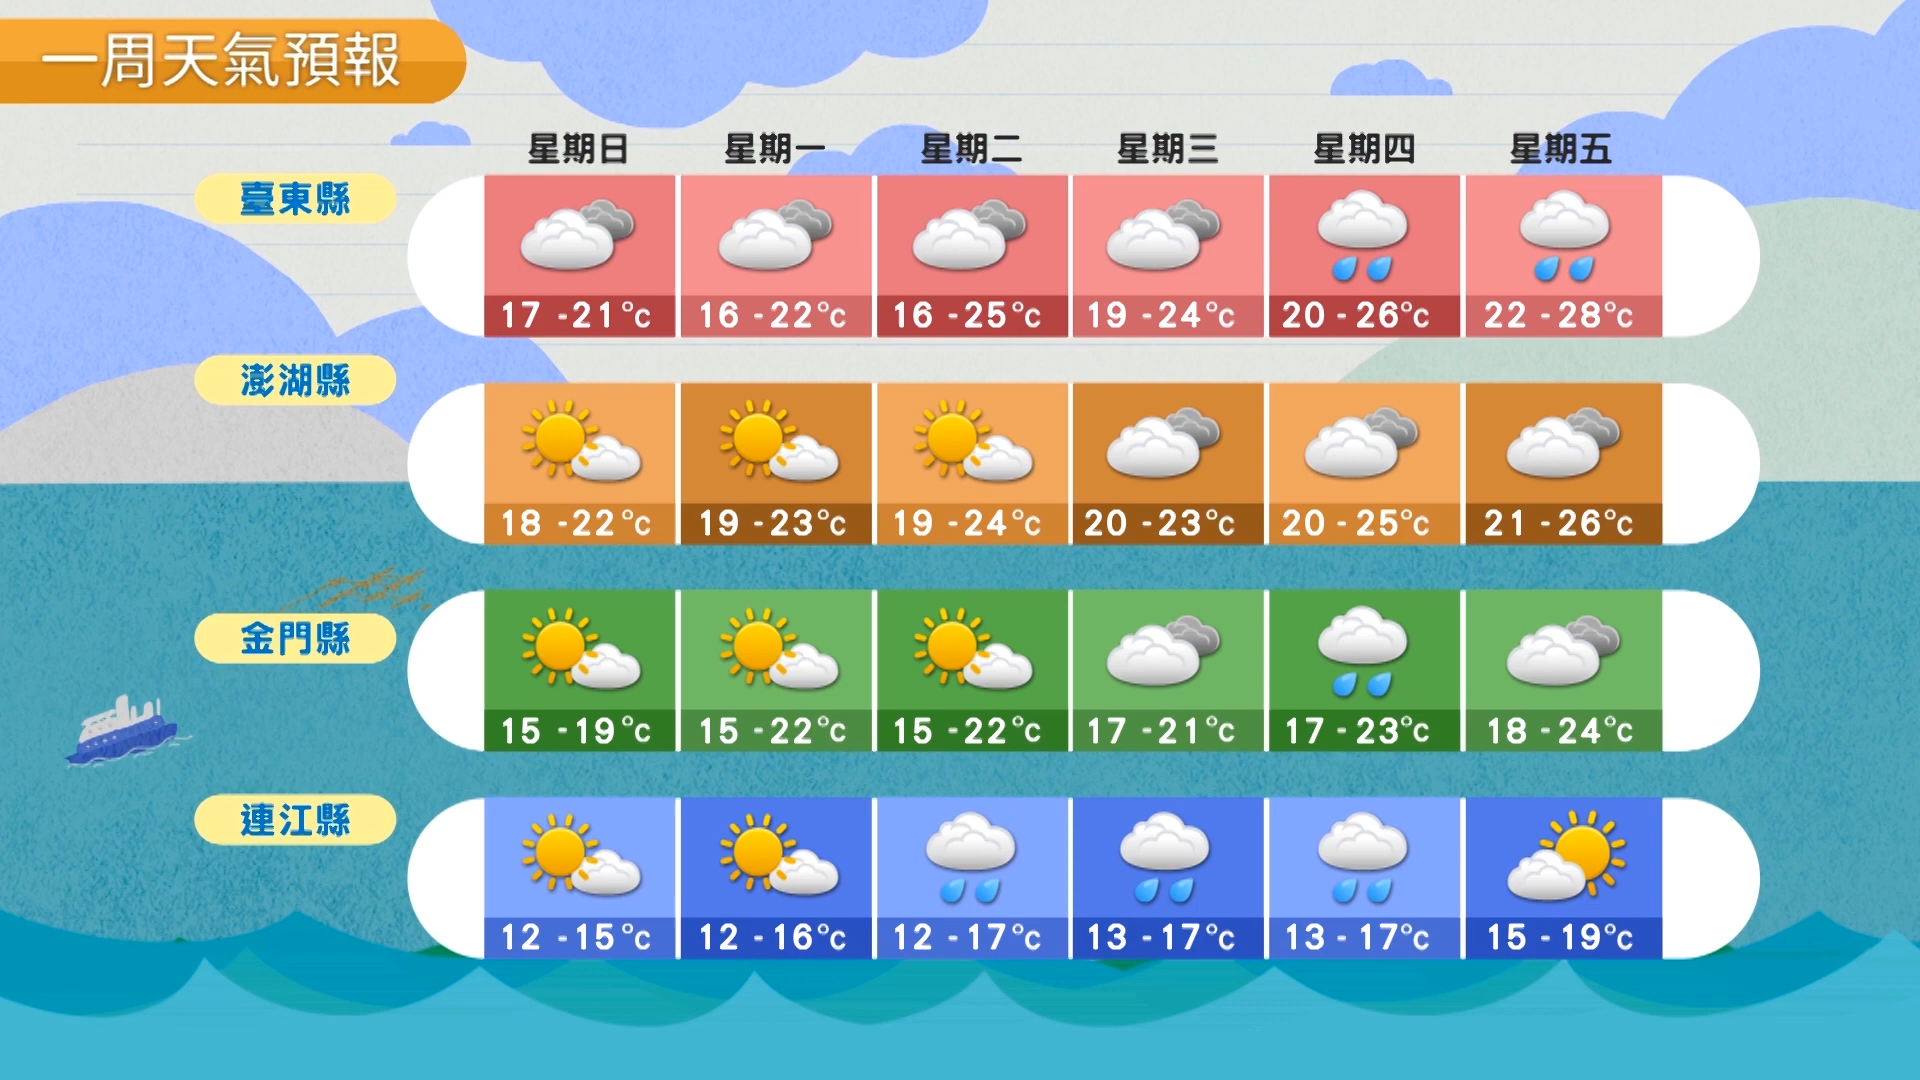 一周天氣預報
星期日 星期一 星期二 星期三 星期四 星期五
臺東縣
17 -21°C 16 -22°C 16 -25°C 19 -24°C 20 - 26°C 22 - 28°C
澎湖縣
18 -22°C 19 -23°C 19 -24°C 20 -23°C 20 - 25°C 21 - 26°C
金門縣
15 -19°C 15 -22°C 15 -22°C 17 -21°C 17 - 23°C 18 - 24°C
連江縣
12 -15°C 12 -16°C 12 -17°C 13 -17°C 13 - 17°C 15 - 19°C